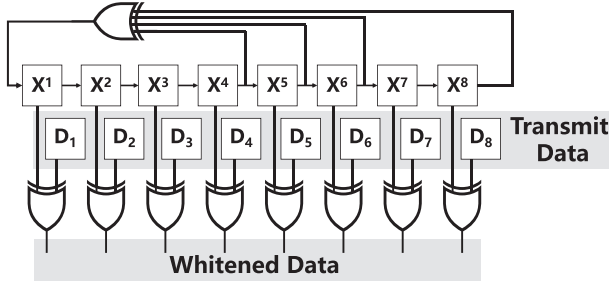 X¹ X² X³ X⁴ X⁵ X⁶ X⁷ X⁸
D₁ D₂ D₃ D₄ D₅ D₆ D₇ D₈
Transmit
Data
Whitened Data